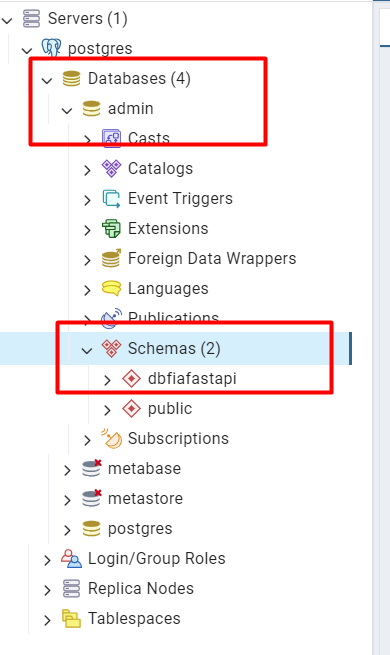 Servers (1)
postgres
Databases (4)
admin
Casts
Catalogs
Event Triggers
Extensions
Foreign Data Wrappers
Languages
Publications
Schemas (2)
dbfiafastapi
public
Subscriptions
metabase
metastore
postgres
Login/Group Roles
Replica Nodes
Tablespaces